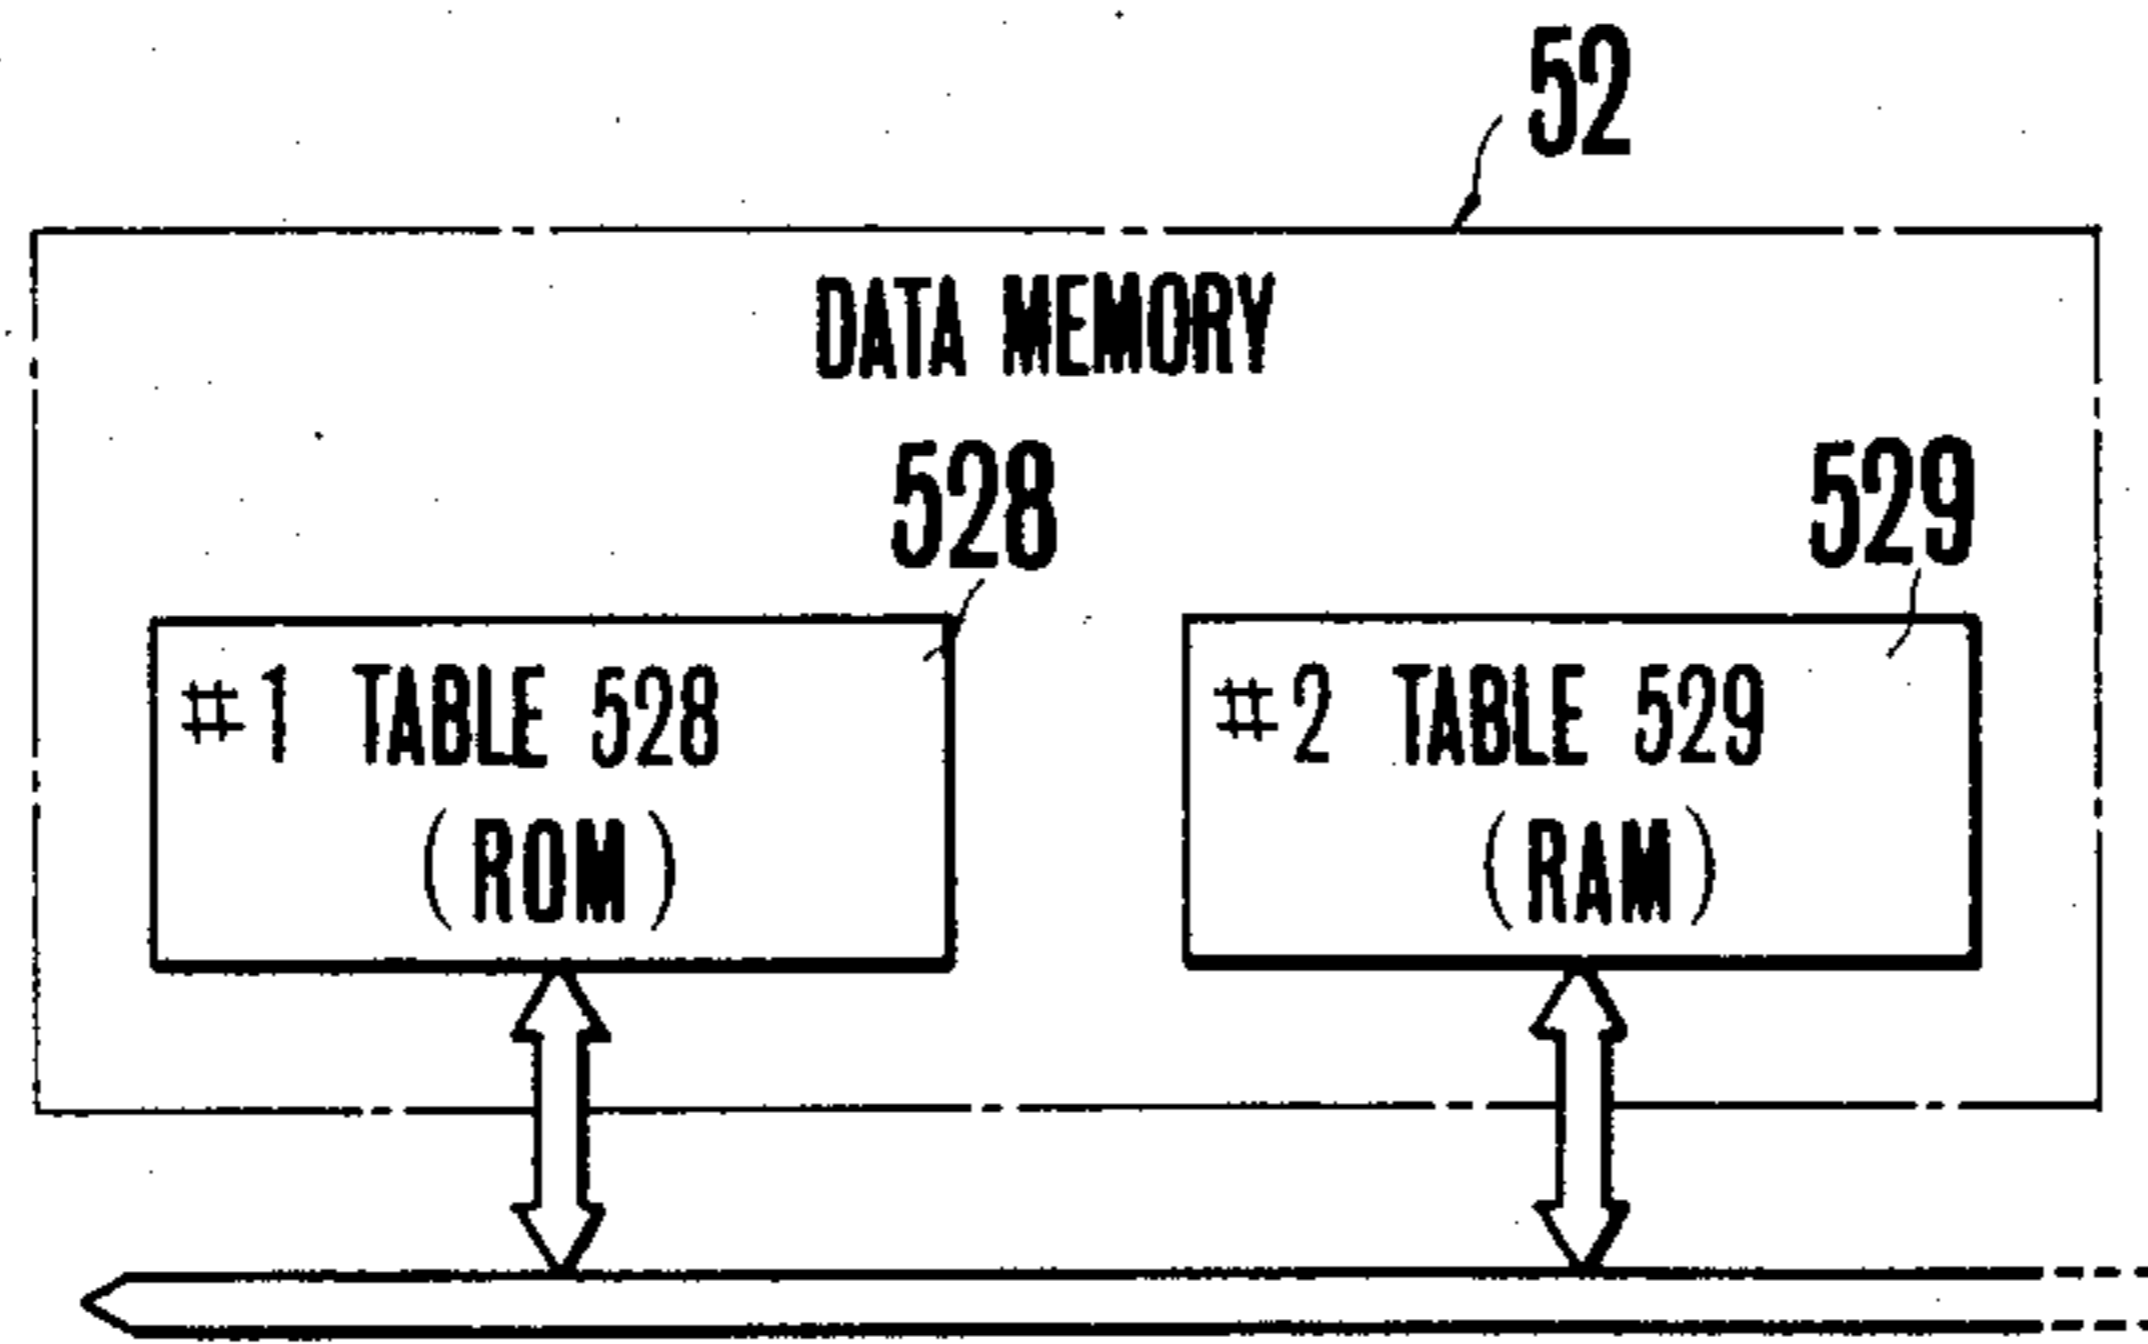 52
DATA MEMORY
528
529
#1 TABLE 528
(ROM)
#2 TABLE 529
(RAM)